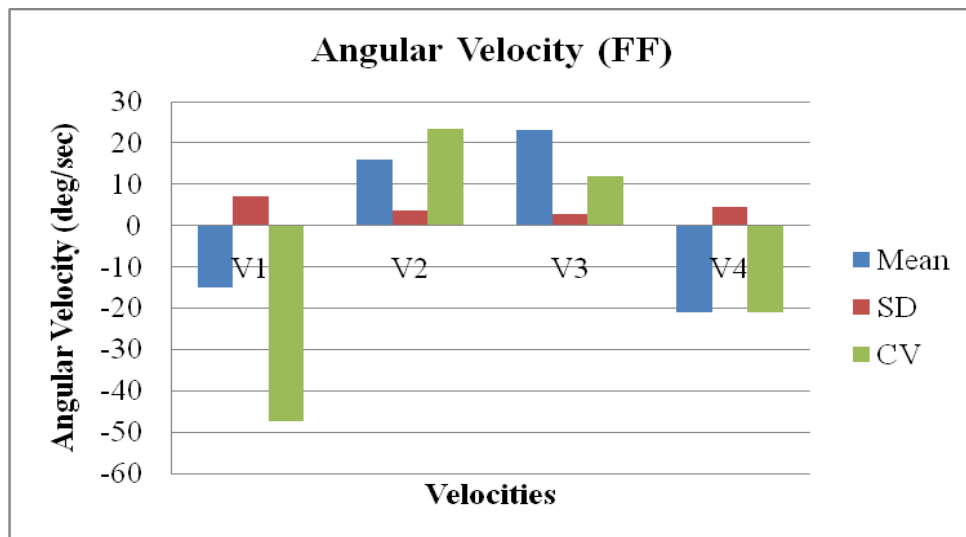 Angular Velocity (FF)
Angular Velocity (deg/sec)
30
20
10
0
-10
-20
-30
-40
-50
-60
V1 V2 V3 V4
Velocities
Mean
SD
CV